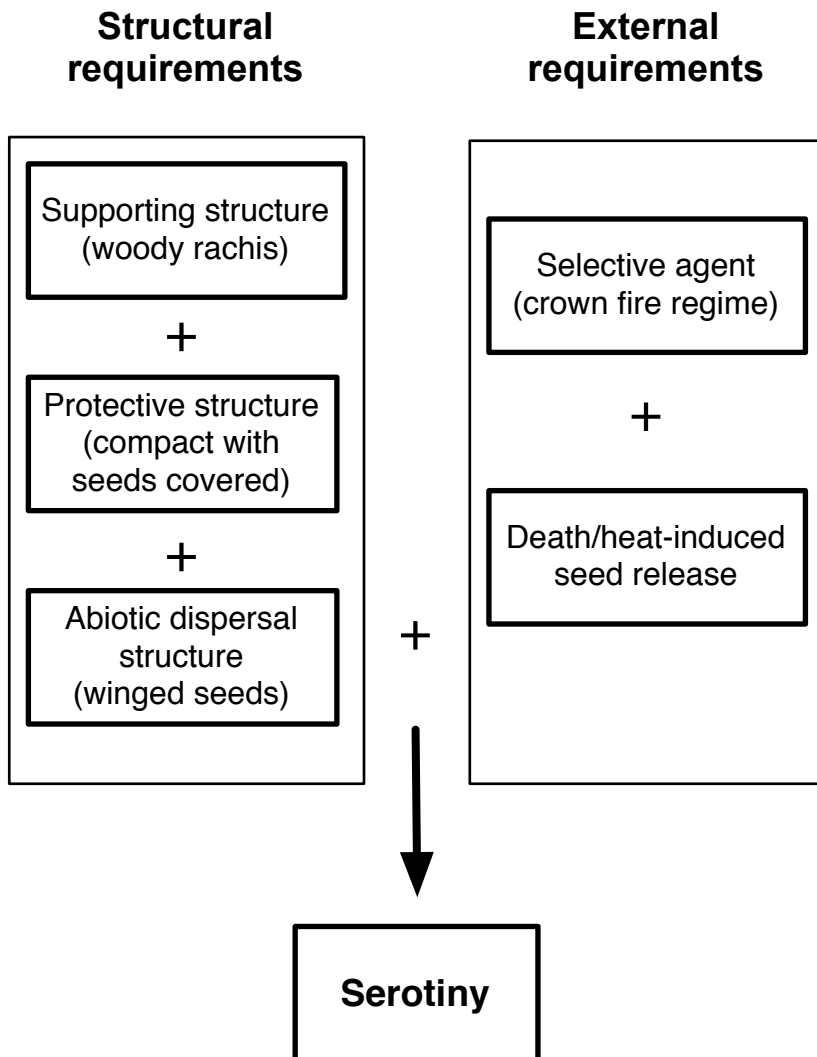 Structural
requirements
Supporting structure
(woody rachis)
+
Protective structure
(compact with
seeds covered)
+
Abiotic dispersal
structure
(winged seeds)
+
External
requirements
Selective agent
(crown fire regime)
+
Death/heat-induced
seed release
Serotiny